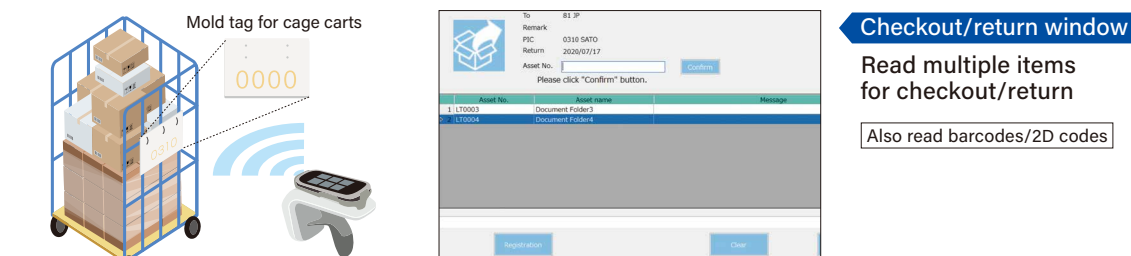 Mold tag for cage carts
0000
0310
To 81 JP
Remark
PIC 0310 SATO
Return 2020/07/17
Asset No. Confirm
Please click "Confirm" button.
Asset No. Asset name Message
1 LT0003 Document Folder3
LT0004 Document Folder4
Registration Clear
Checkout/return window
Read multiple items
for checkout/return
Also read barcodes/2D codes